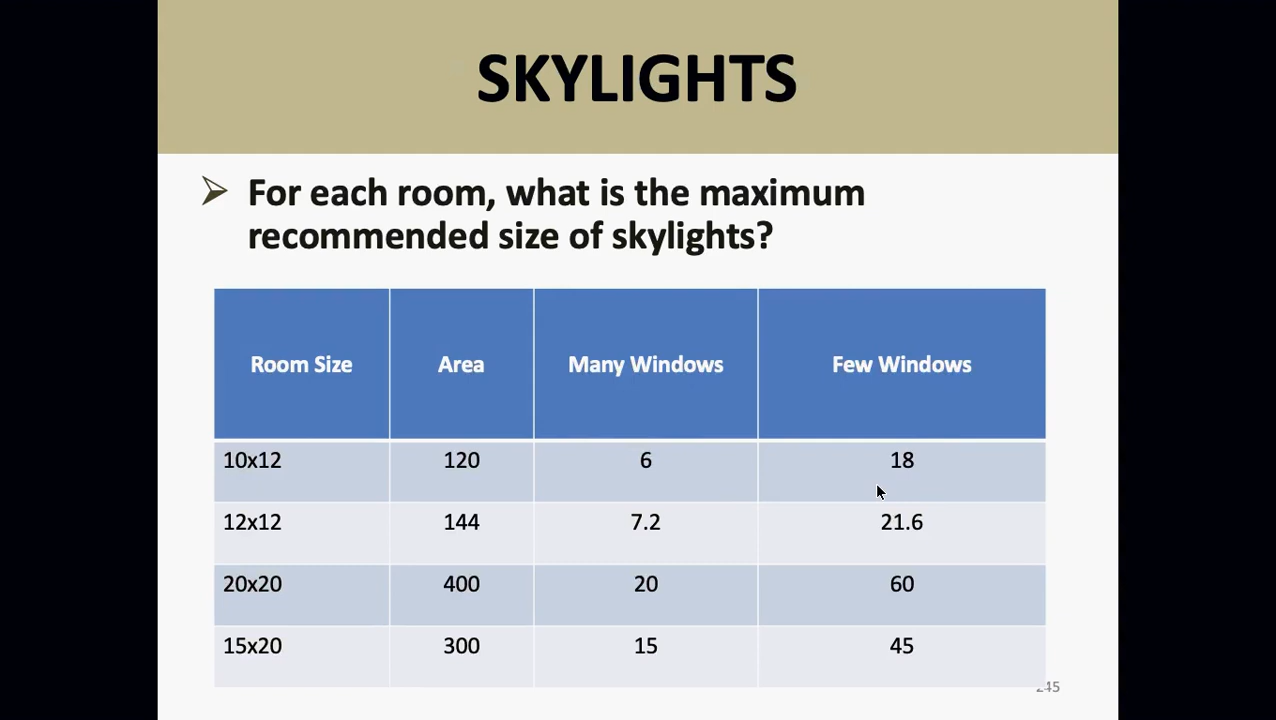 SKYLIGHTS
For each room, what is the maximum
recommended size of skylights?
Room Size Area Many Windows Few Windows
10x12 120 6 18
12x12 144 7.2 21.6
20x20 400 20 60
15x20 300 15 45
245